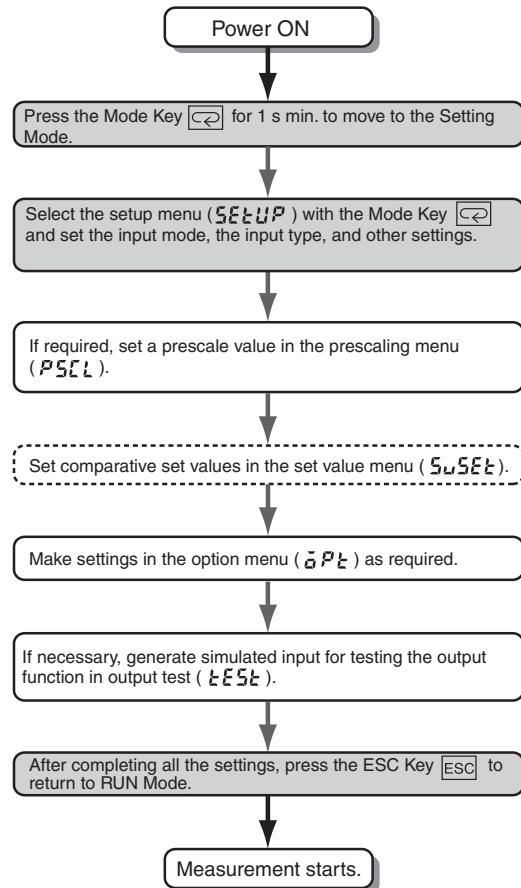 Power ON
Press the Mode Key for 1 s min. to move to the Setting
Mode.
Select the setup menu (SEtUP) with the Mode Key
and set the input mode, the input type, and other settings.
If required, set a prescale value in the prescaling menu
(PSCL).
Set comparative set values in the set value menu (SvSEt).
Make settings in the option menu (oPt) as required.
If necessary, generate simulated input for testing the output
function in output test (tESt).
After completing all the settings, press the ESC Key ESC to
return to RUN Mode.
Measurement starts.